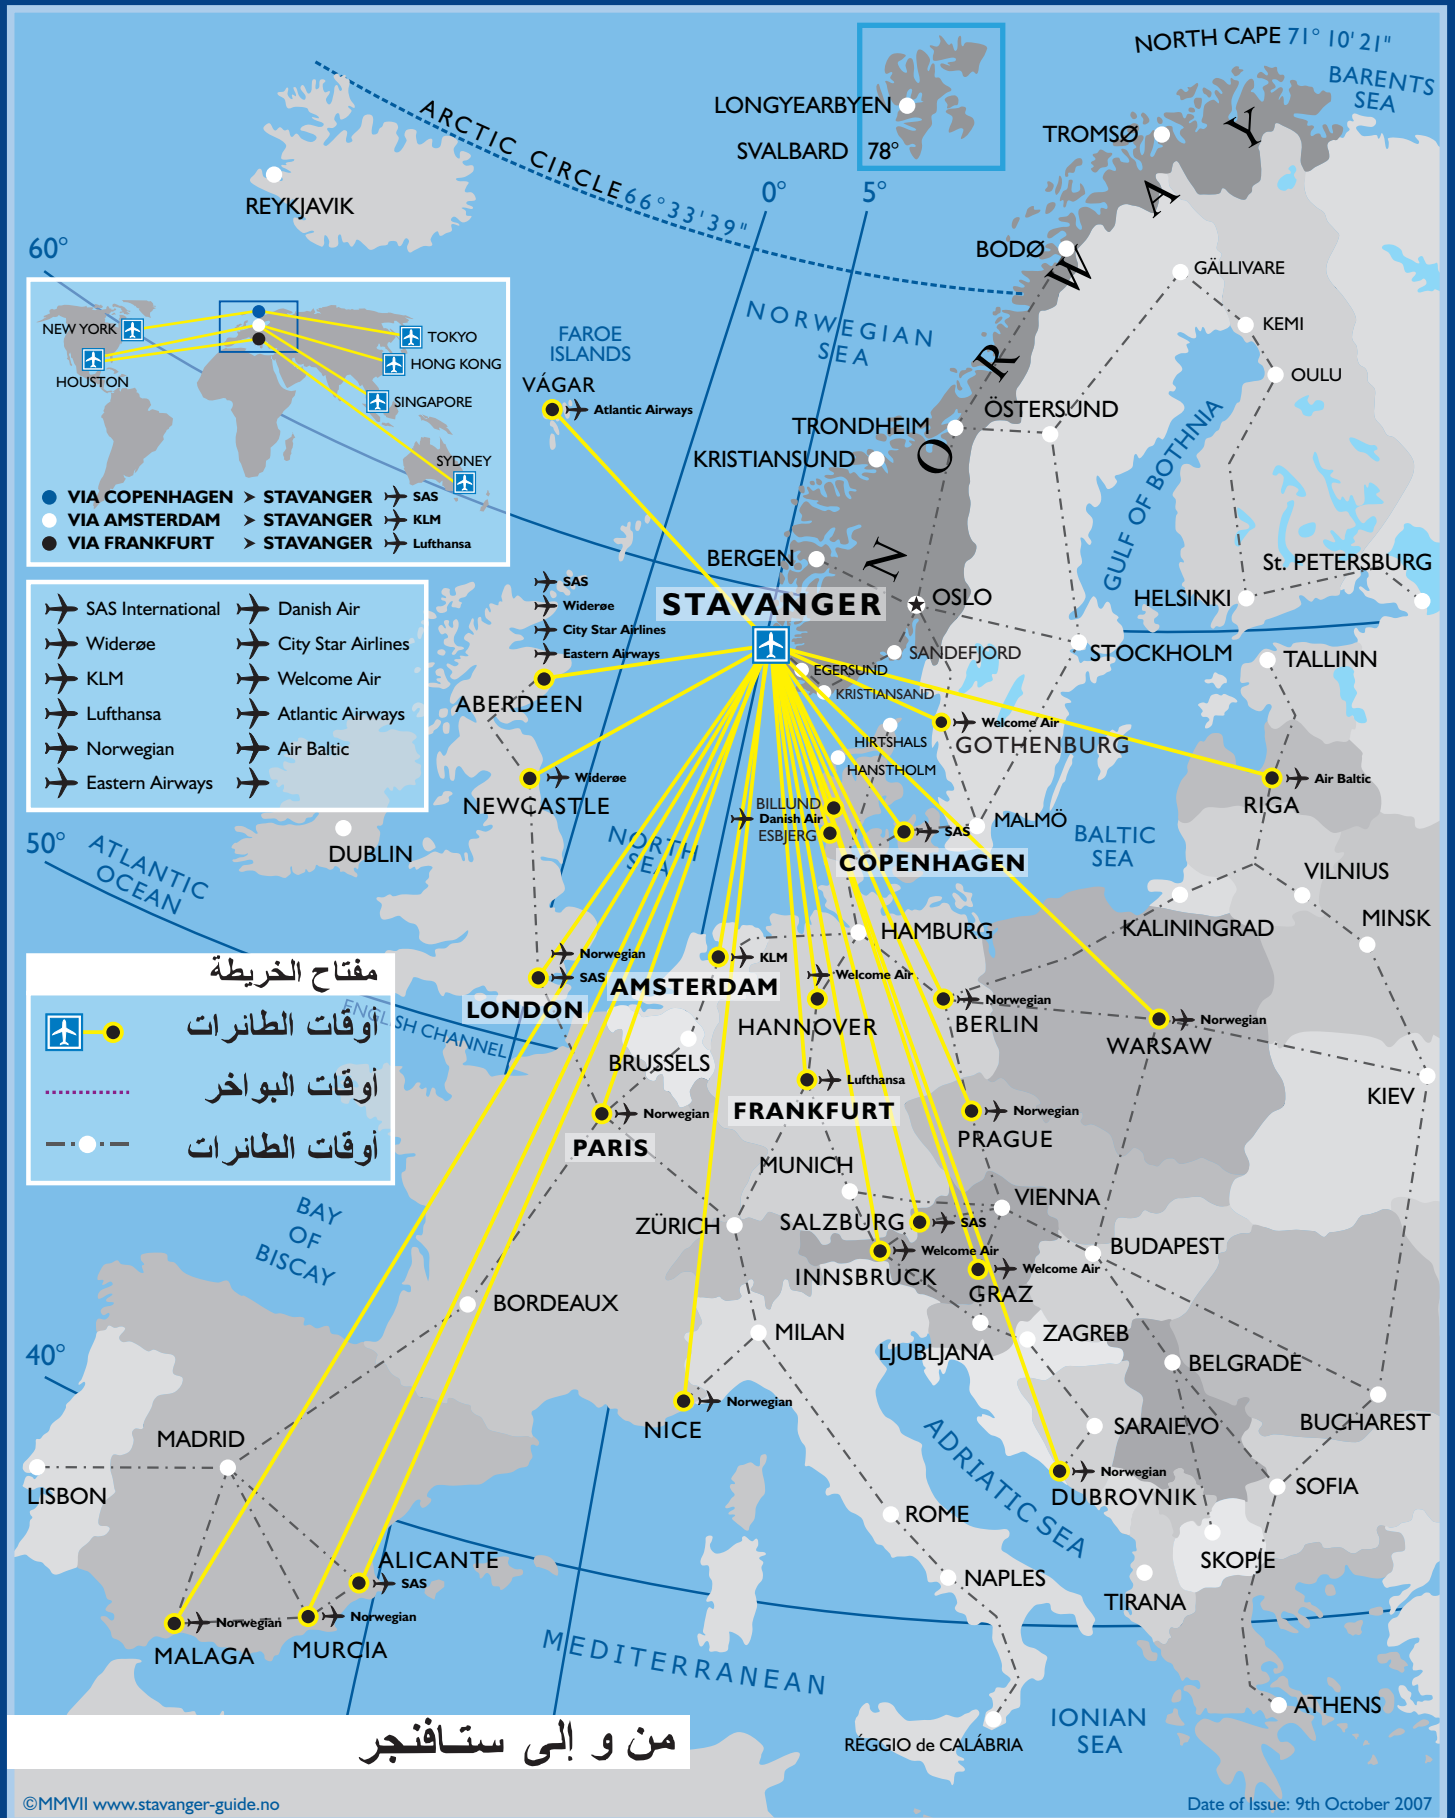 NORTH CAPE 71° 10' 21"
BARENTS
SEA
LONGYEARBYEN
SVALBARD 78°
TROMSØ
ARCTIC CIRCLE 66°33'39"
0°
5°
REYKJAVIK
60°
BODØ
NORWAY
GÄLLIVARE
KEMI
OULU
NEW YORK
HOUSTON
TOKYO
HONG KONG
SINGAPORE
SYDNEY
VIA COPENHAGEN > STAVANGER SAS
VIA AMSTERDAM > STAVANGER KLM
VIA FRANKFURT > STAVANGER Lufthansa
FAROE
ISLANDS
VÁGAR
Atlantic Airways
NORWEGIAN
SEA
TRONDHEIM
ÖSTERSUND
KRISTIANSUND
GULF OF BOTHNIA
BERGEN
St. PETERSBURG
SAS International
Widerøe
KLM
Lufthansa
Norwegian
Eastern Airways
Danish Air
City Star Airlines
Welcome Air
Atlantic Airways
Air Baltic
SAS
Widerøe
City Star Airlines
Eastern Airways
ABERDEEN
STAVANGER
OSLO
HELSINKI
SANDEFJORD
STOCKHOLM
TALLINN
EGERSUND
KRISTIANSAND
Welcome Air
GOTHENBURG
HIRTSHALS
HANSTHOLM
Widerøe
NEWCASTLE
Air Baltic
RIGA
BILLUND
Danish Air
ESBJERG
SAS
COPENHAGEN
MALMÖ
BALTIC
SEA
NORTH
SEA
DUBLIN
50°
ATLANTIC
OCEAN
VILNIUS
MINSK
KALININGRAD
HAMBURG
Norwegian
SAS
LONDON
KLM
AMSTERDAM
Welcome Air
HANNOVER
Norwegian
BERLIN
Norwegian
WARSAW
مفتاح الخريطة
أوقات الطائرات
أوقات البواخر
أوقات الطائرات
ENGLISH CHANNEL
BRUSSELS
Lufthansa
FRANKFURT
KIEV
Norwegian
PARIS
Norwegian
PRAGUE
MUNICH
VIENNA
BAY
OF
BISCAY
ZÜRICH
SALZBURG
SAS
Welcome Air
INNSBRUCK
Welcome Air
GRAZ
BUDAPEST
BORDEAUX
MILAN
LJUBLJANA
ZAGREB
BELGRADE
40°
Norwegian
NICE
SARAIEVO
BUCHAREST
MADRID
ADRIATIC SEA
Norwegian
DUBROVNIK
LISBON
SOFIA
ROME
SKOPJE
ALICANTE
SAS
NAPLES
TIRANA
Norwegian
MALAGA
Norwegian
MURCIA
MEDITERRANEAN
ATHENS
IONIAN
SEA
RÉGGIO de CALÁBRIA
من و إلى ستافنجر
©MMVII www.stavanger-guide.no
Date of Issue: 9th October 2007